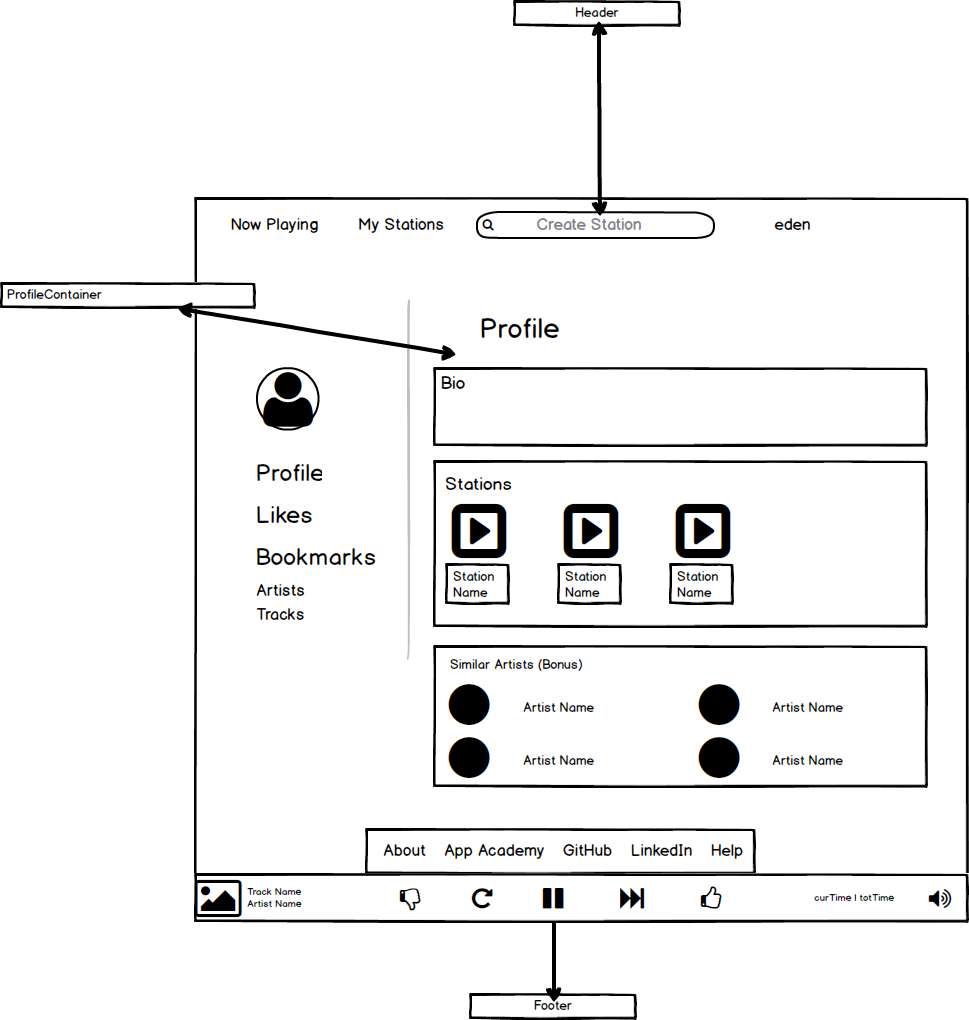 Header
Now Playing
My Stations
Create Station
eden
ProfileContainer
Profile
Likes
Bookmarks
Artists
Tracks
Profile
Bio
Stations
Station
Name
Station
Name
Station
Name
Similar Artists (Bonus)
Artist Name
Artist Name
Artist Name
Artist Name
About
App Academy
GitHub
LinkedIn
Help
Track Name
Artist Name
curTime | totTime
Footer